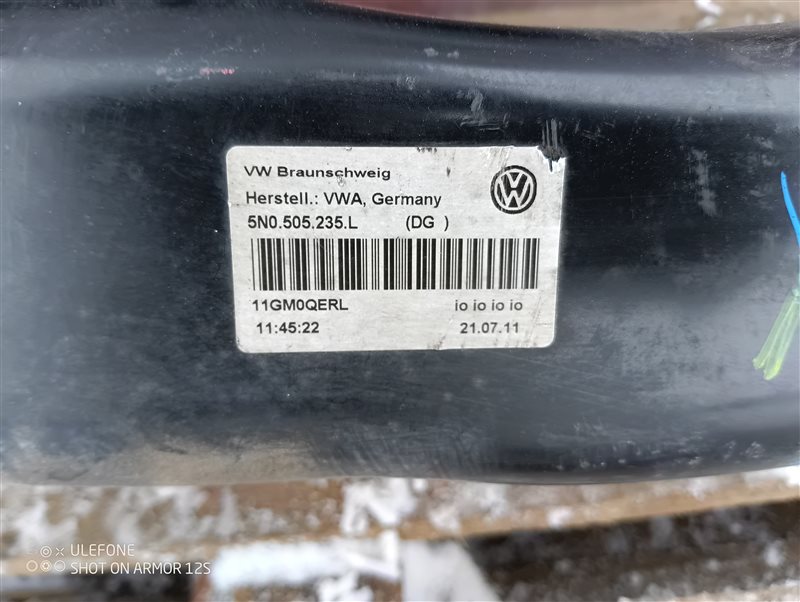 VW Braunschweig
Herstell.: VWA, Germany
5N0.505.235.L (DG )
11GM0QERL io io io io
11:45:22 21.07.11
ULEFONE
SHOT ON ARMOR 12S